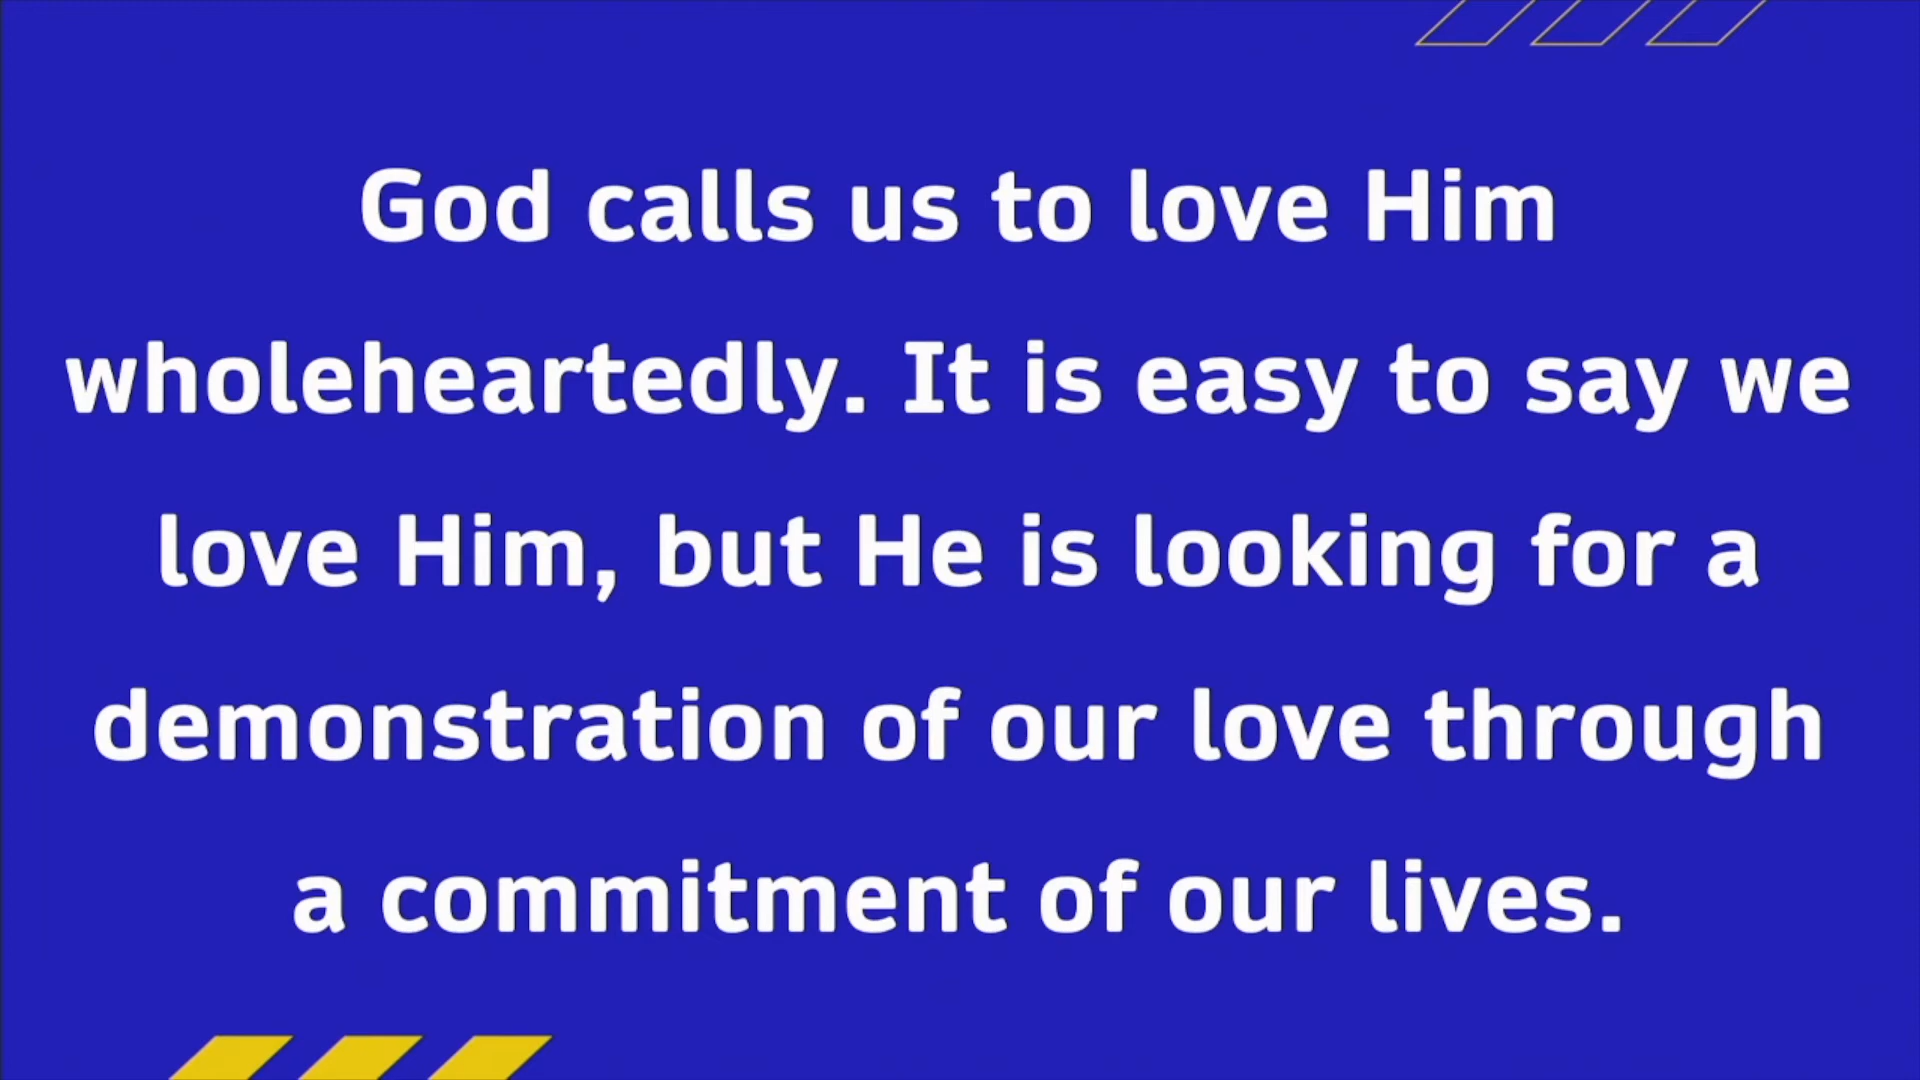 God calls us to love Him
wholeheartedly. It is easy to say we
love Him, but He is looking for a
demonstration of our love through
a commitment of our lives.